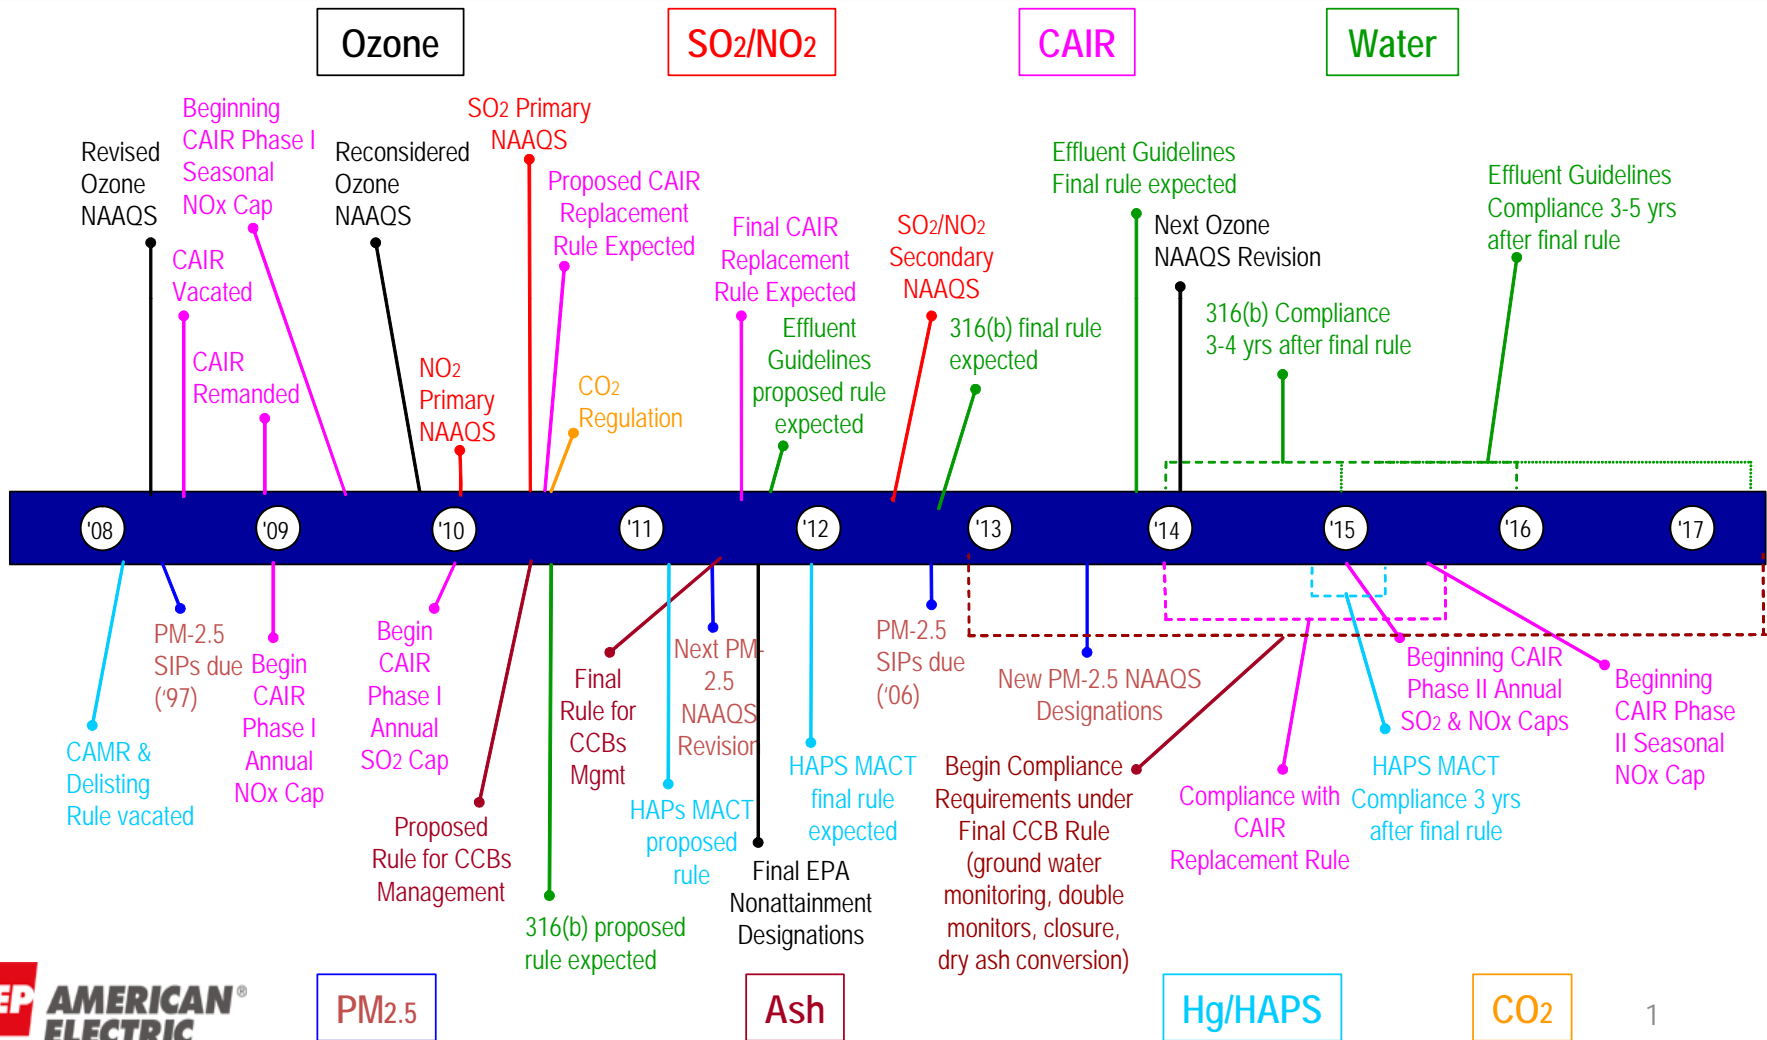 Ozone
SO2/NO2
CAIR
Water
Revised
Ozone
NAAQS
Beginning
CAIR Phase I
Seasonal
NOx Cap
CAIR
Vacated
CAIR
Remanded
Reconsidered
Ozone
NAAQS
NO2
Primary
NAAQS
SO2 Primary
NAAQS
Proposed CAIR
Replacement
Rule Expected
CO2
Regulation
Final CAIR
Replacement
Rule Expected
Effluent
Guidelines
proposed rule
expected
SO2/NO2
Secondary
NAAQS
316(b) final rule
expected
Effluent Guidelines
Final rule expected
Next Ozone
NAAQS Revision
316(b) Compliance
3-4 yrs after final rule
Effluent Guidelines
Compliance 3-5 yrs
after final rule
'08
'09
'10
'11
'12
'13
'14
'15
'16
'17
CAMR &
Delisting
Rule vacated
PM-2.5
SIPs due
('97)
Begin
CAIR
Phase I
Annual
NOx Cap
Begin
CAIR
Phase I
Annual
SO2 Cap
Proposed
Rule for CCBs
Management
316(b) proposed
rule expected
Final
Rule for
CCBs
Mgmt
HAPs MACT
proposed
rule
Next PM-
2.5
NAAQS
Revision
Final EPA
Nonattainment
Designations
HAPS MACT
final rule
expected
PM-2.5
SIPs due
('06)
New PM-2.5 NAAQS
Designations
Begin Compliance
Requirements under
Final CCB Rule
(ground water
monitoring, double
monitors, closure,
dry ash conversion)
Compliance with
CAIR
Replacement Rule
HAPS MACT
Compliance 3 yrs
after final rule
Beginning CAIR
Phase II Annual
SO2 & NOx Caps
Beginning
CAIR Phase
II Seasonal
NOx Cap
EP AMERICAN®
ELECTRIC
PM2.5
Ash
Hg/HAPS
CO2
1